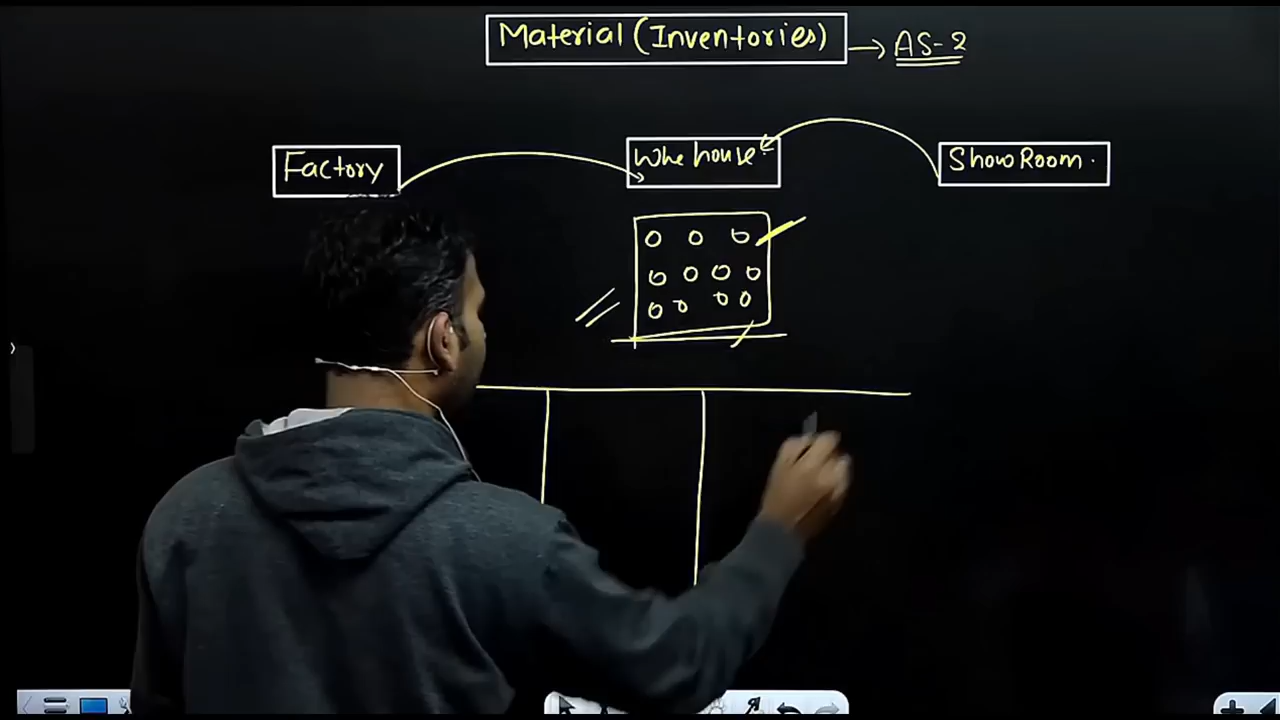 Material (Inventories) → AS-2
Factory
Whe house
Show Room.